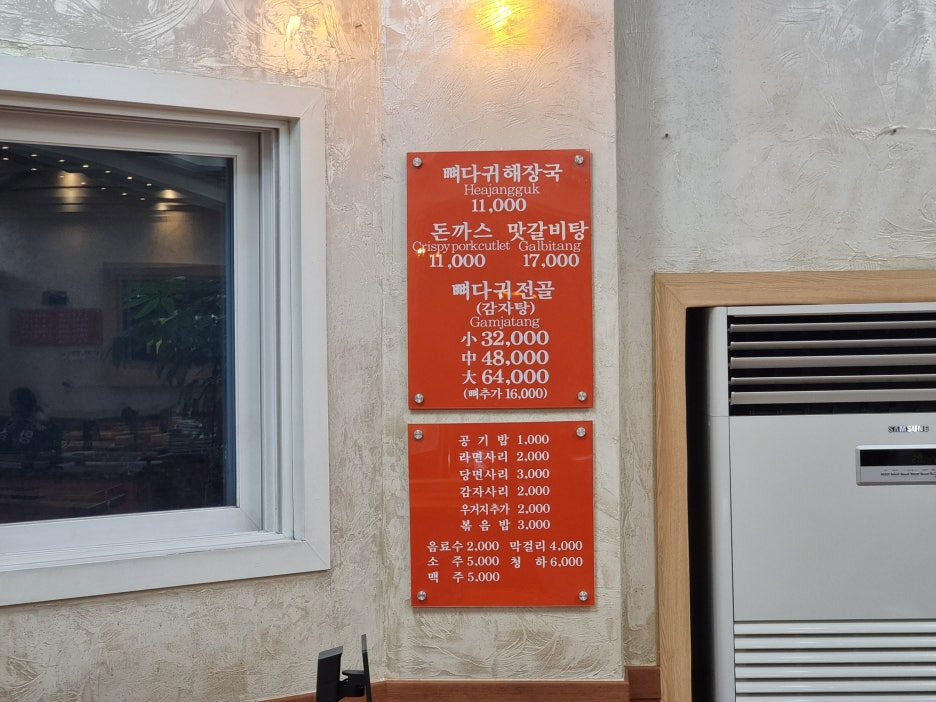 뼈다귀해장국
Heajangguk
11,000
돈까스 맛갈비탕
Crispyporkcutlet Galbitang
11,000 17,000
뼈다귀전골
(감자탕)
Gamjatang
小 32,000
中 48,000
大 64,000
(뼈추가 16,000)
공기밥 1,000
라면사리 2,000
당면사리 3,000
감자사리 2,000
우거지추가 2,000
볶음밥 3,000
음료수 2,000 막걸리 4,000
소주 5,000 청하 6,000
맥주 5,000
SAMSUNG